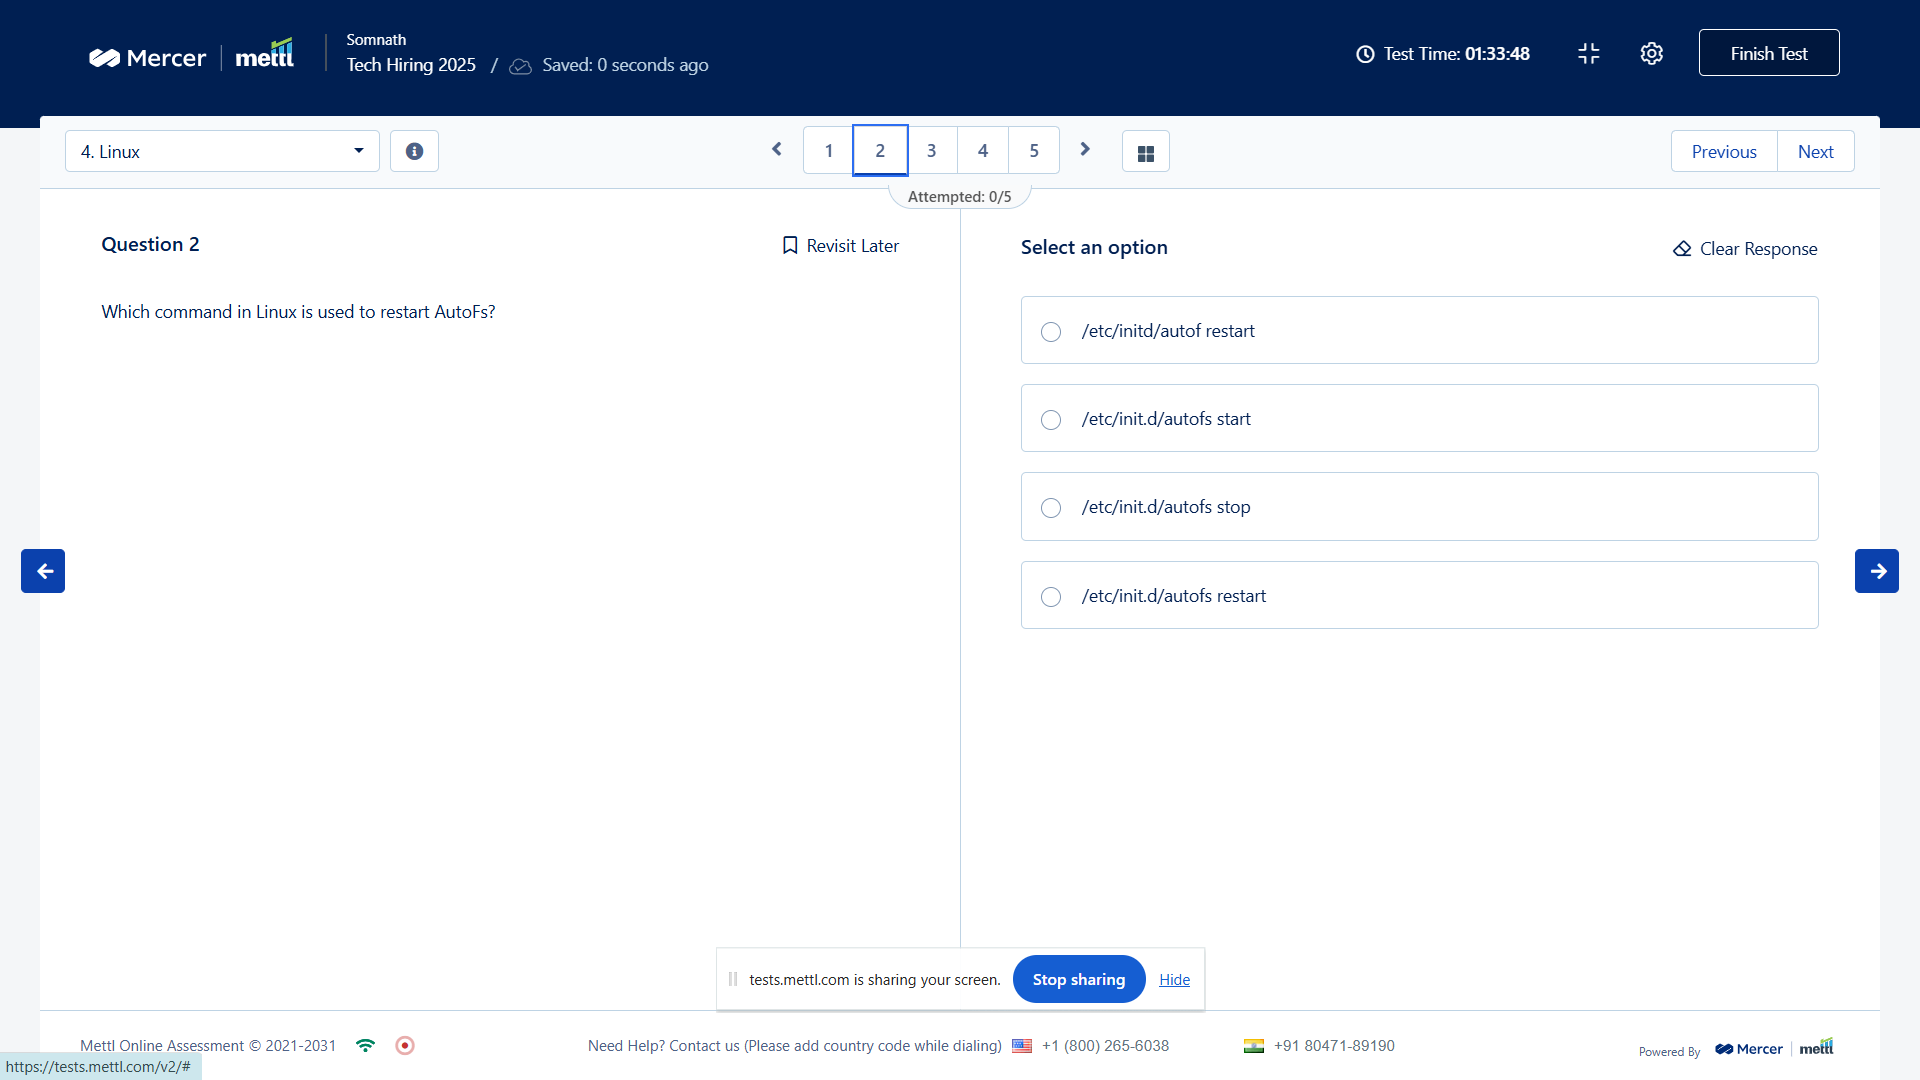 Mercer mettl
Somnath
Tech Hiring 2025 / Saved: 0 seconds ago
Test Time: 01:33:48
Finish Test
4. Linux
1 2 3 4 5
Previous Next
Attempted: 0/5
Question 2
Revisit Later
Which command in Linux is used to restart AutoFs?
Select an option
Clear Response
/etc/initd/autof restart
/etc/init.d/autofs start
/etc/init.d/autofs stop
/etc/init.d/autofs restart
tests.mettl.com is sharing your screen. Stop sharing Hide
Mettl Online Assessment © 2021-2031
Need Help? Contact us (Please add country code while dialing) +1 (800) 265-6038 +91 80471-89190
Powered By Mercer mettl
https://tests.mettl.com/v2/#